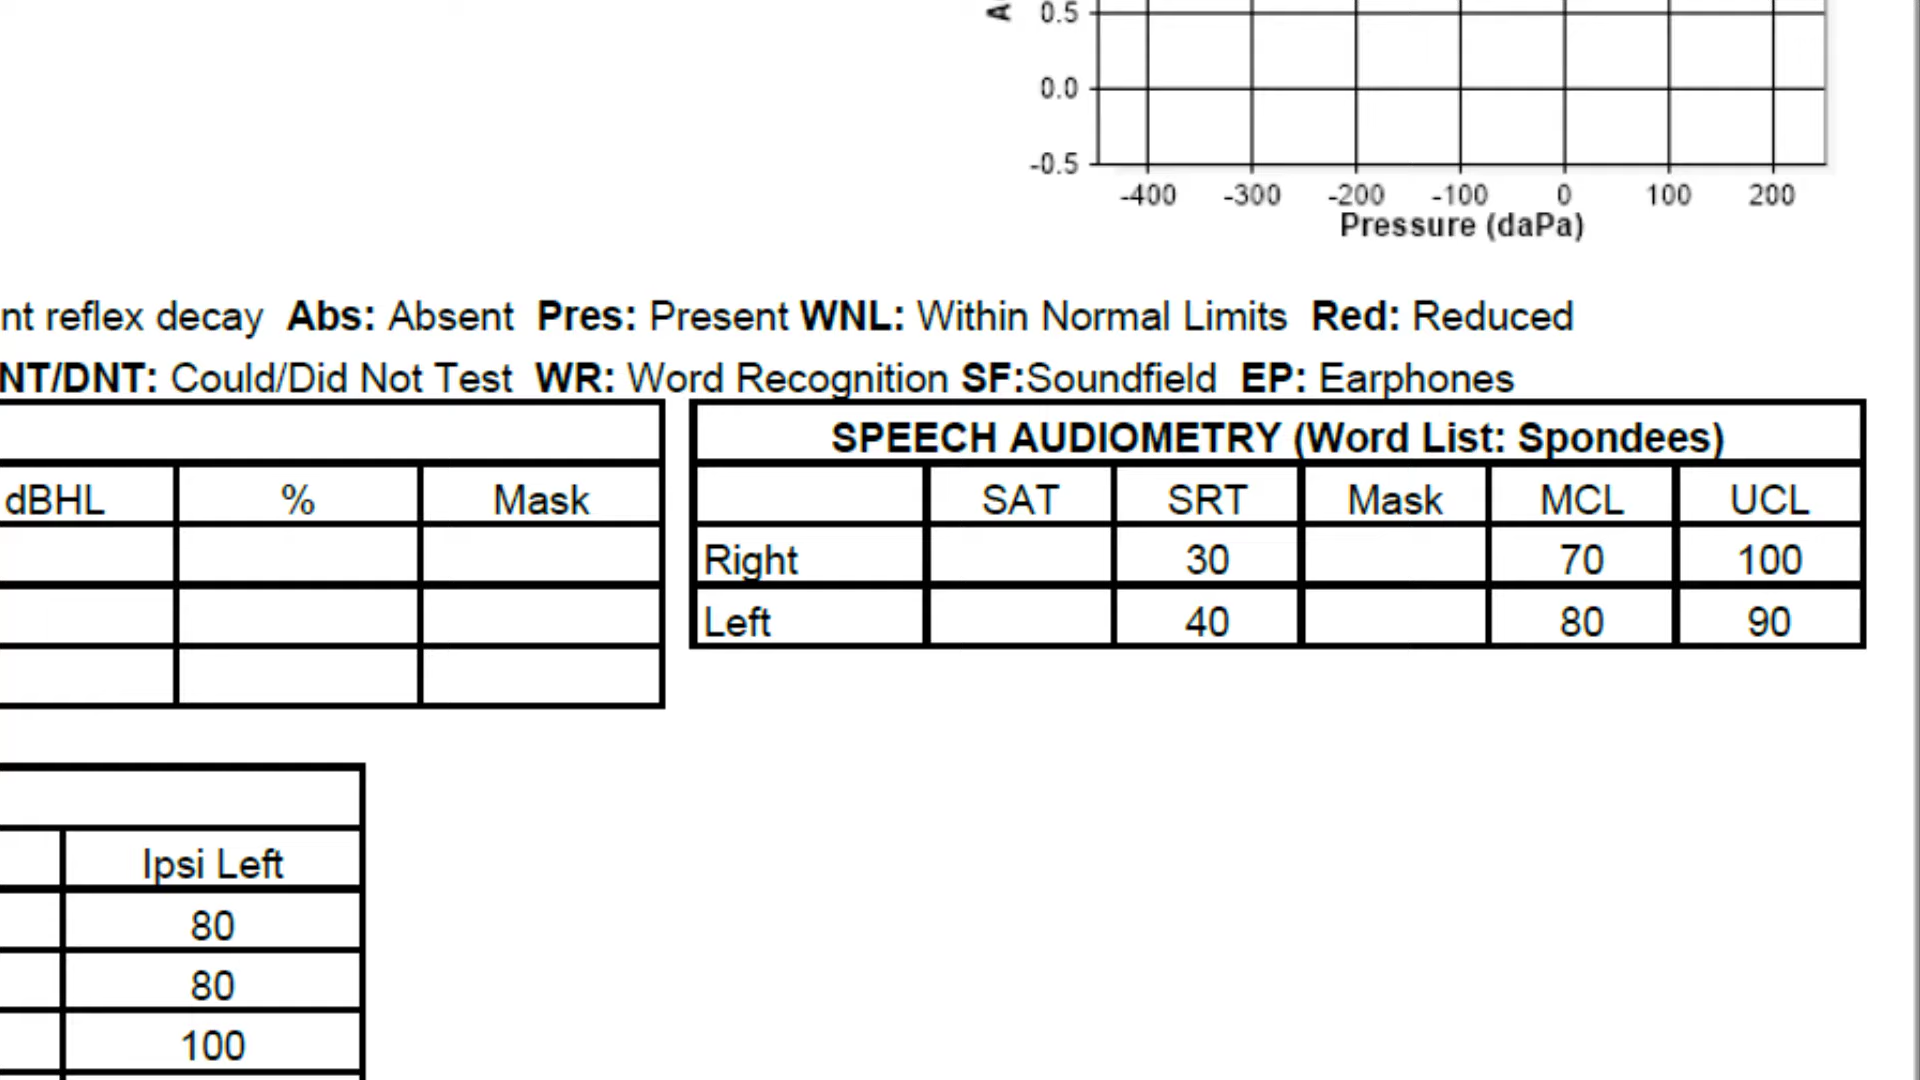 A
0.5
0.0
-0.5
-400 -300 -200 -100 0 100 200
Pressure (daPa)
nt reflex decay Abs: Absent Pres: Present WNL: Within Normal Limits Red: Reduced
NT/DNT: Could/Did Not Test WR: Word Recognition SF:Soundfield EP: Earphones
dBHL % Mask
SPEECH AUDIOMETRY (Word List: Spondees)
SAT SRT Mask MCL UCL
Right 30 70 100
Left 40 80 90
Ipsi Left
80
80
100